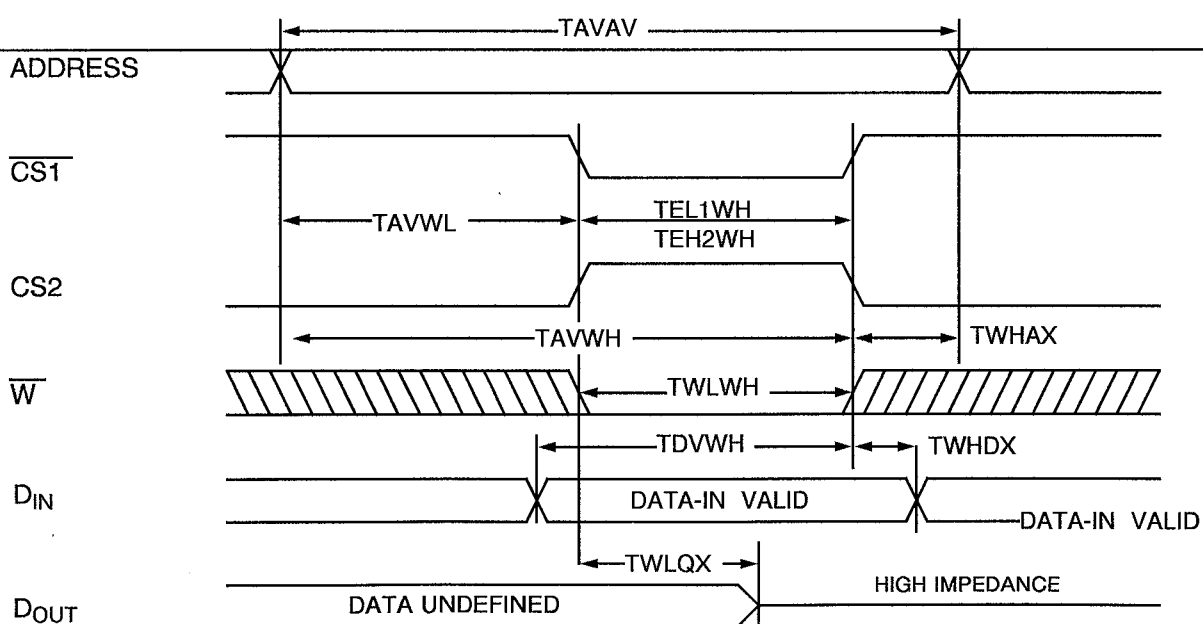 TAVAV
ADDRESS
CS1
TAVWL
TEL1WH
TEH2WH
CS2
TAVWH
TWHAX
W
TWLWH
TDVWH
TWHDX
DIN
DATA-IN VALID
DATA-IN VALID
TWLQX
DOUT
DATA UNDEFINED
HIGH IMPEDANCE